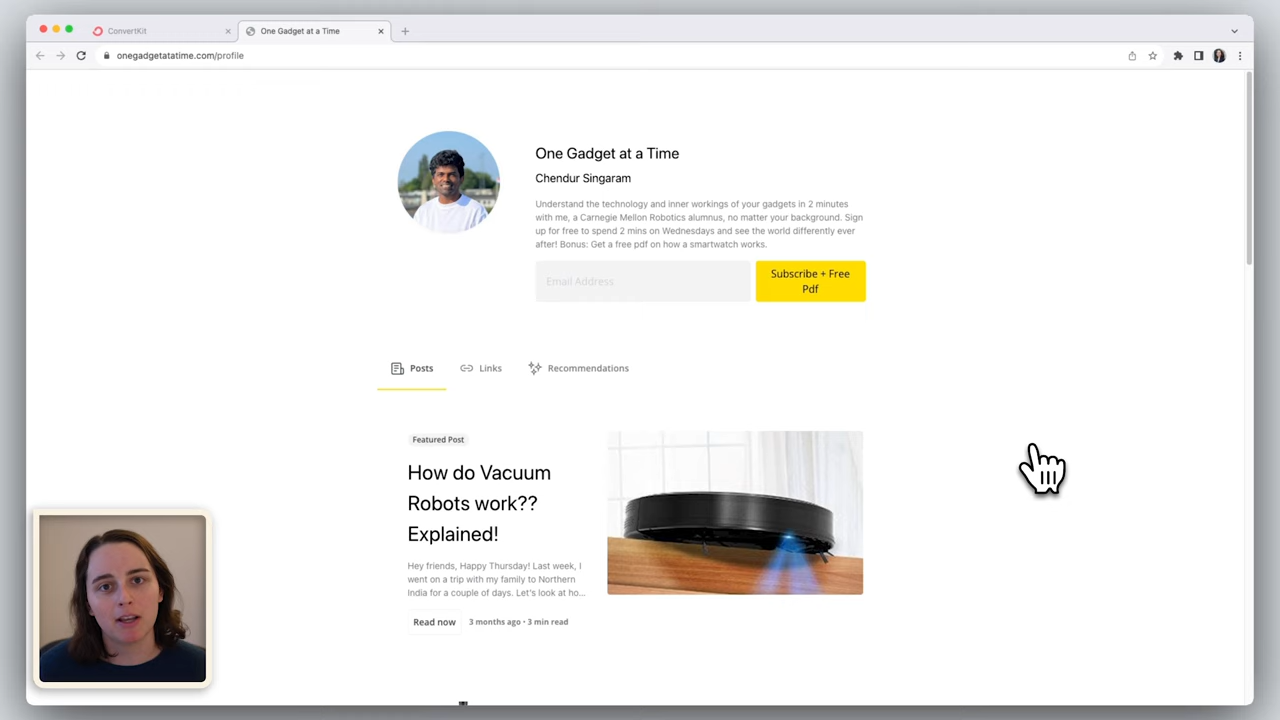 ConvertKit
One Gadget at a Time
onegadgetatatime.com/profile
One Gadget at a Time
Chendur Singaram
Understand the technology and inner workings of your gadgets in 2 minutes
with me, a Carnegie Mellon Robotics alumnus, no matter your background. Sign
up for free to spend 2 mins on Wednesdays and see the world differently ever
after! Bonus: Get a free pdf on how a smartwatch works.
Email Address
Subscribe + Free
Pdf
Posts
Links
Recommendations
Featured Post
How do Vacuum
Robots work??
Explained!
Hey friends, Happy Thursday! Last week, I
went on a trip with my family to Northern
India for a couple of days. Let's look at ho...
Read now
3 months ago • 3 min read